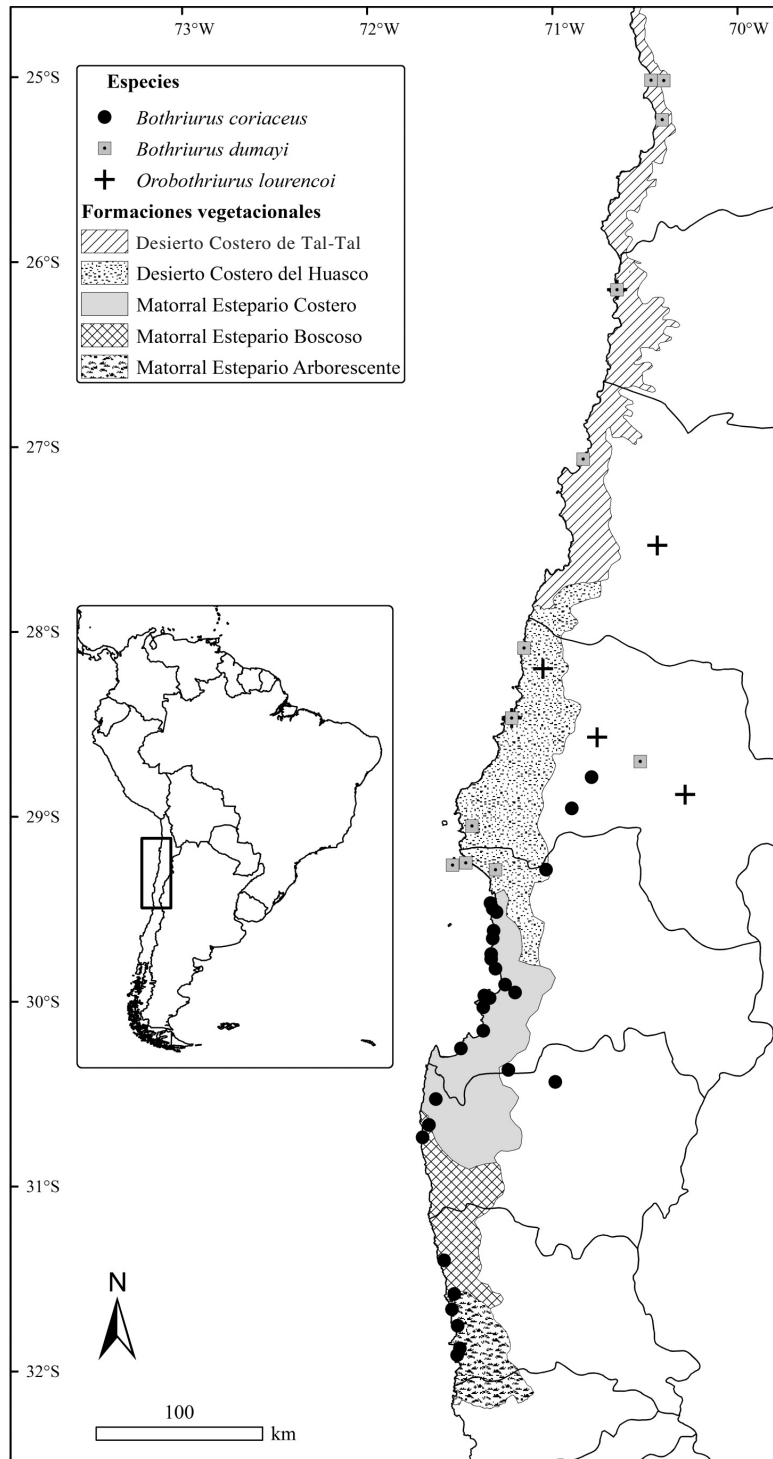 73°W
72°W
71°W
70°W
25°S
26°S
27°S
28°S
29°S
30°S
31°S
32°S
Especies
Bothriurus coriaceus
Bothriurus dumayi
Orobothriurus lourencoi
Formaciones vegetacionales
Desierto Costero de Tal-Tal
Desierto Costero del Huasco
Matorral Estepario Costero
Matorral Estepario Boscoso
Matorral Estepario Arborescente
N
100
km